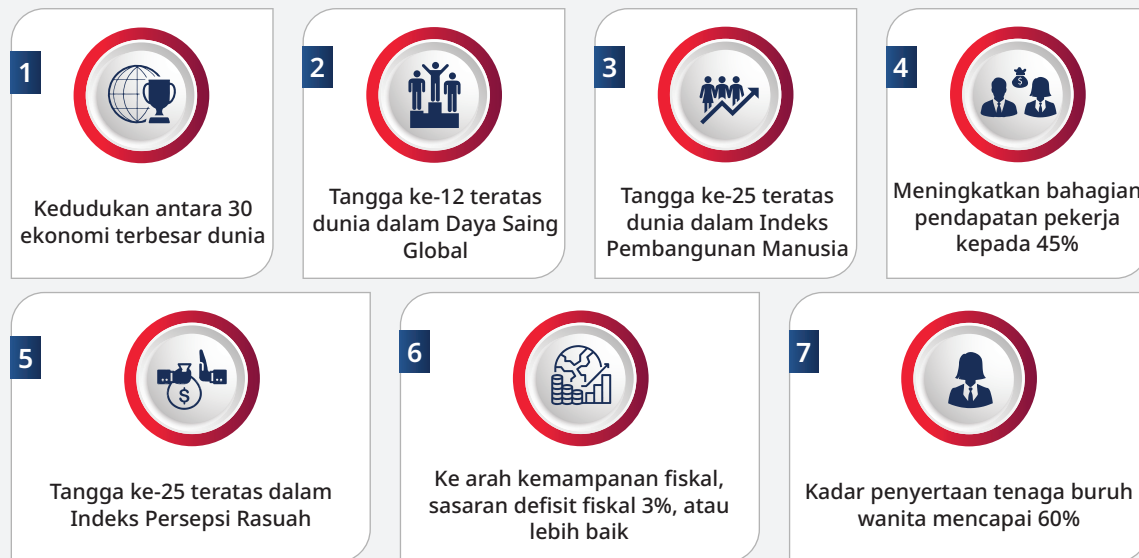 1
Kedudukan antara 30
ekonomi terbesar dunia
2
Tangga ke-12 teratas
dunia dalam Daya Saing
Global
3
Tangga ke-25 teratas
dunia dalam Indeks
Pembangunan Manusia
4
$
Meningkatkan bahagian
pendapatan pekerja
kepada 45%
5
$
Tangga ke-25 teratas dalam
Indeks Persepsi Rasuah
6
Ke arah kemampanan fiskal,
sasaran defisit fiskal 3%, atau
lebih baik
7
Kadar penyertaan tenaga buruh
wanita mencapai 60%